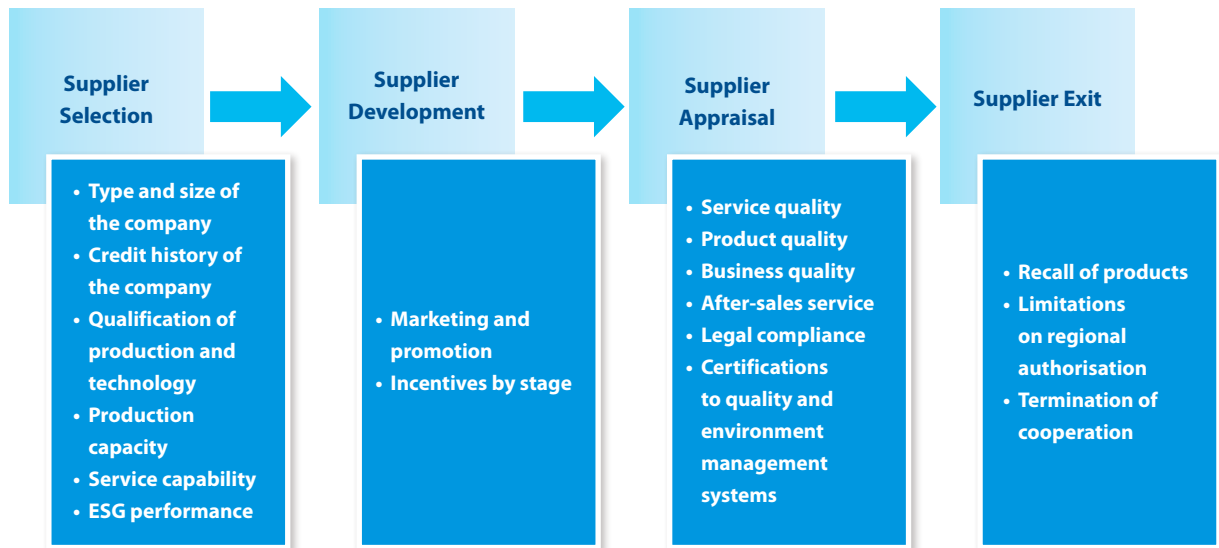 Supplier
Selection
• Type and size of
the company
• Credit history of
the company
• Qualification of
production and
technology
• Production
capacity
• Service capability
• ESG performance
Supplier
Development
• Marketing and
promotion
• Incentives by stage
Supplier
Appraisal
• Service quality
• Product quality
• Business quality
• After-sales service
• Legal compliance
• Certifications
to quality and
environment
management
systems
Supplier Exit
• Recall of products
• Limitations
on regional
authorisation
• Termination of
cooperation